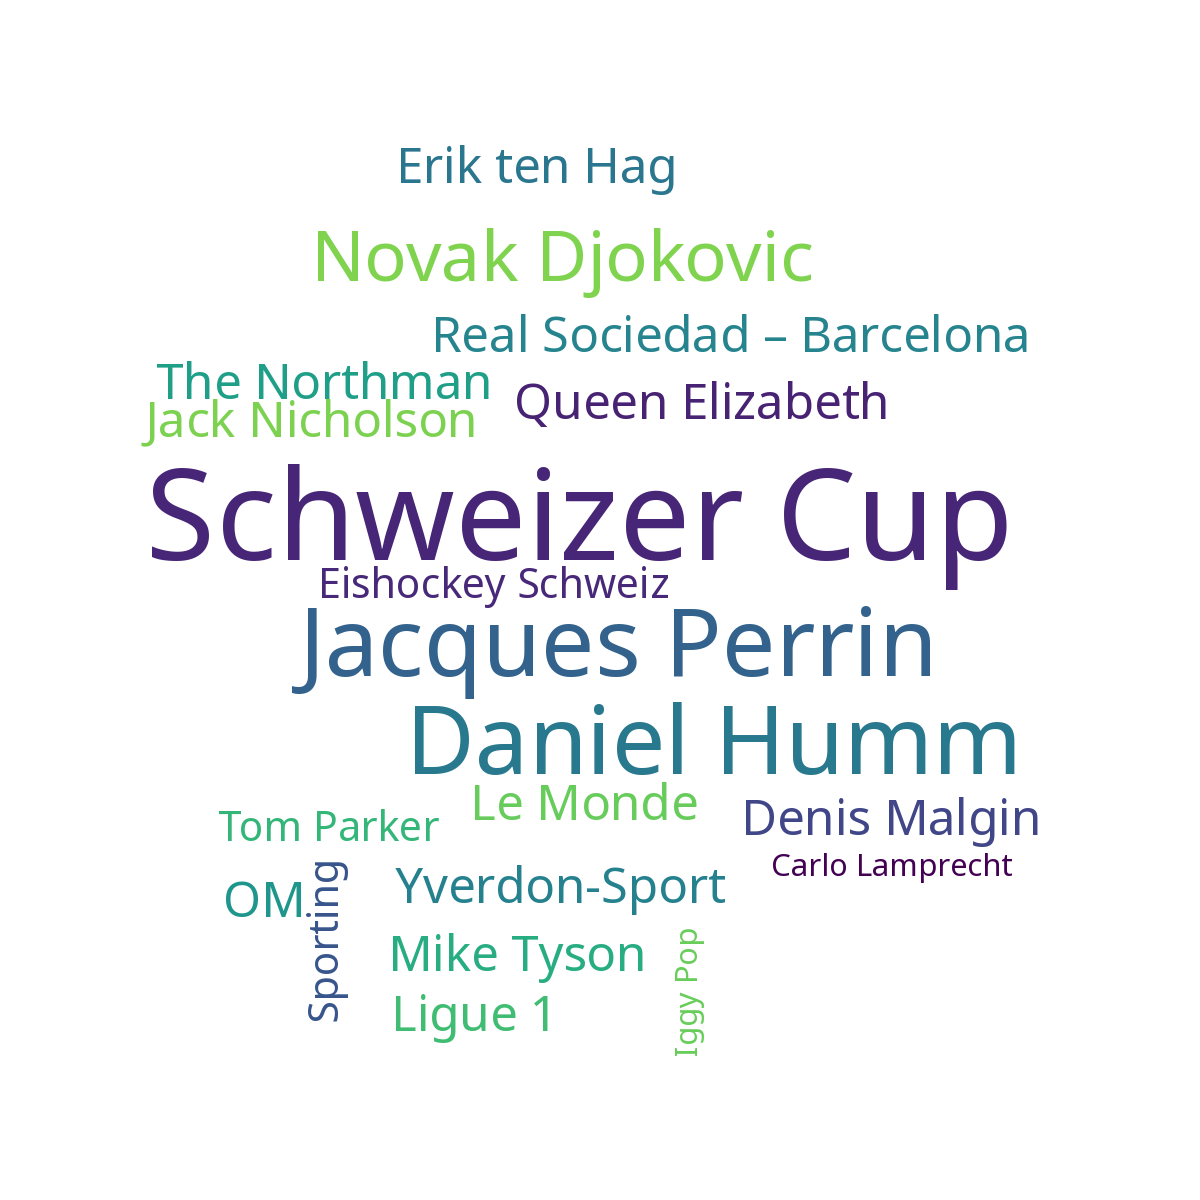 Erik ten Hag
Novak Djokovic
Real Sociedad – Barcelona
The Northman
Queen Elizabeth
Jack Nicholson
Schweizer Cup
Eishockey Schweiz
Jacques Perrin
Daniel Humm
Le Monde
Denis Malgin
Tom Parker
Carlo Lamprecht
Yverdon-Sport
OM
Sporting
Mike Tyson
Iggy Pop
Ligue 1